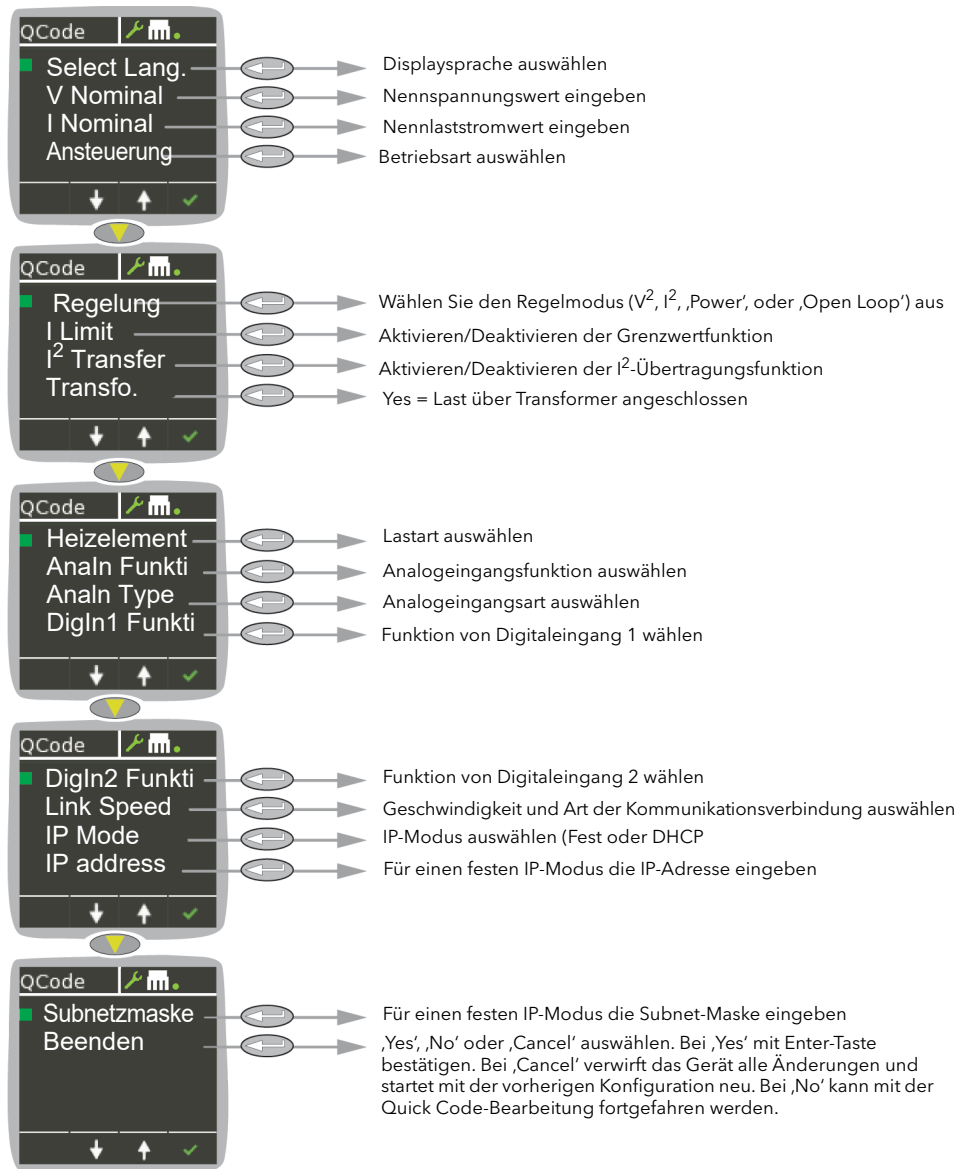 QCode
Select Lang.
Displaysprache auswählen
V Nominal
Nennspannungswert eingeben
I Nominal
Nennlaststromwert eingeben
Ansteuerung
Betriebsart auswählen
QCode
Regelung
Wählen Sie den Regelmodus (V², I², ‚Power‘, oder ‚Open Loop‘) aus
I Limit
Aktivieren/Deaktivieren der Grenzwertfunktion
I² Transfer
Aktivieren/Deaktivieren der I²-Übertragungsfunktion
Transfo.
Yes = Last über Transformer angeschlossen
QCode
Heizelement
Lastart auswählen
AnaIn Funkti
Analogeingangsfunktion auswählen
AnaIn Type
Analogeingangsart auswählen
DigIn1 Funkti
Funktion von Digitaleingang 1 wählen
QCode
DigIn2 Funkti
Funktion von Digitaleingang 2 wählen
Link Speed
Geschwindigkeit und Art der Kommunikationsverbindung auswählen
IP Mode
IP-Modus auswählen (Fest oder DHCP
IP address
Für einen festen IP-Modus die IP-Adresse eingeben
QCode
Subnetzmaske
Für einen festen IP-Modus die Subnet-Maske eingeben
Beenden
‚Yes‘, ‚No‘ oder ‚Cancel‘ auswählen. Bei ‚Yes‘ mit Enter-Taste
bestätigen. Bei ‚Cancel‘ verwirft das Gerät alle Änderungen und
startet mit der vorherigen Konfiguration neu. Bei ‚No‘ kann mit der
Quick Code-Bearbeitung fortgefahren werden.